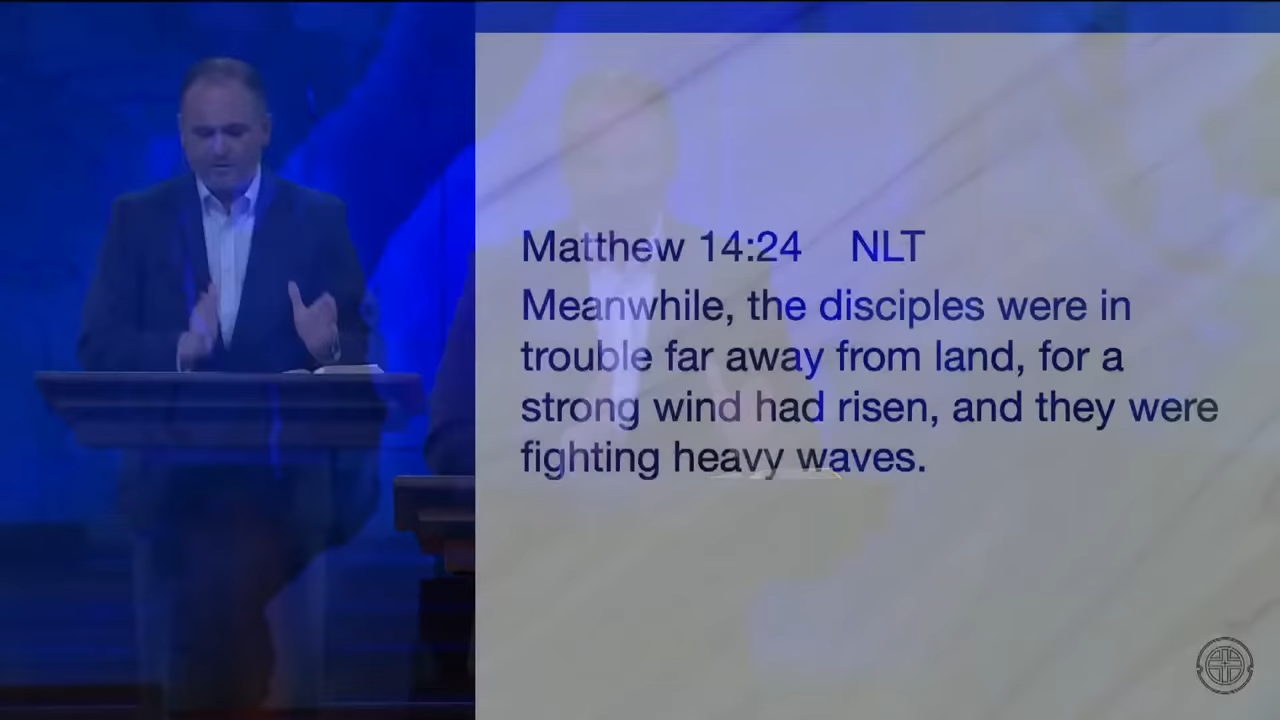 Matthew 14:24 NLT
Meanwhile, the disciples were in
trouble far away from land, for a
strong wind had risen, and they were
fighting heavy waves.